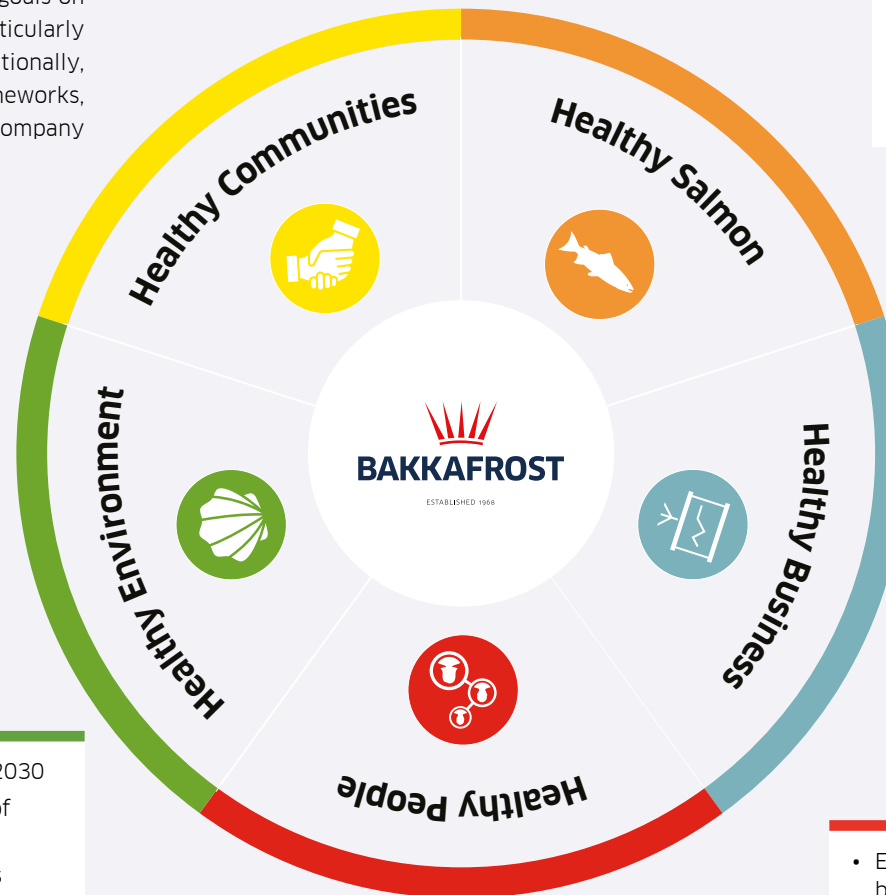 ticularly
tionally,
neworks,
ompany
Healthy Communities
Healthy Salmon
Healthy Environment
BAKKAFROST
ESTABLISHED 1968
Healthy Business
Healthy People
2030
of